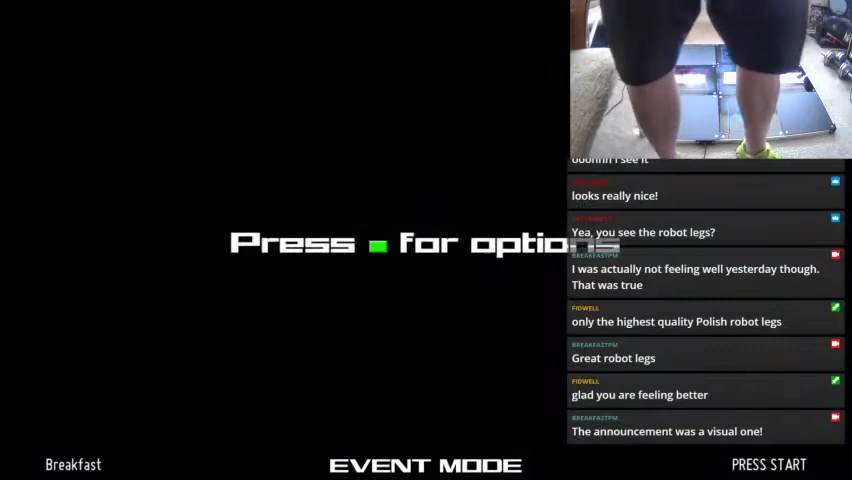 ooohhh I see it
looks really nice!
Yea, you see the robot legs?
BREAKFASTPM
I was actually not feeling well yesterday though.
That was true
FIDWELL
only the highest quality Polish robot legs
BREAKFASTPM
Great robot legs
FIDWELL
glad you are feeling better
BREAKFASTPM
The announcement was a visual one!
Press for options
Breakfast
EVENT MODE
PRESS START